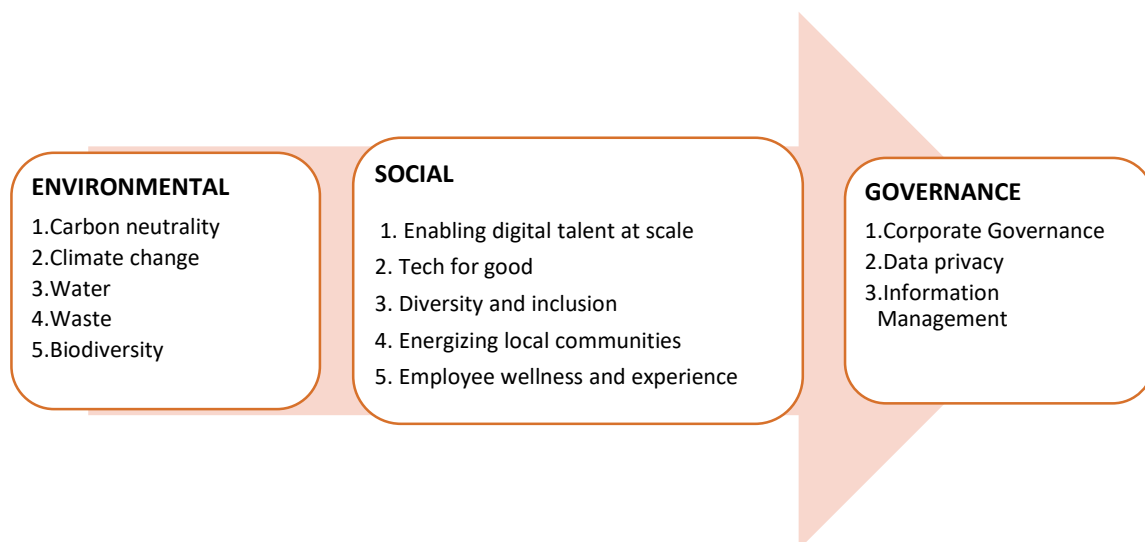 ENVIRONMENTAL
1.Carbon neutrality
2.Climate change
3.Water
4.Waste
5.Biodiversity
SOCIAL
1. Enabling digital talent at scale
2. Tech for good
3. Diversity and inclusion
4. Energizing local communities
5. Employee wellness and experience
GOVERNANCE
1.Corporate Governance
2.Data privacy
3.Information
Management